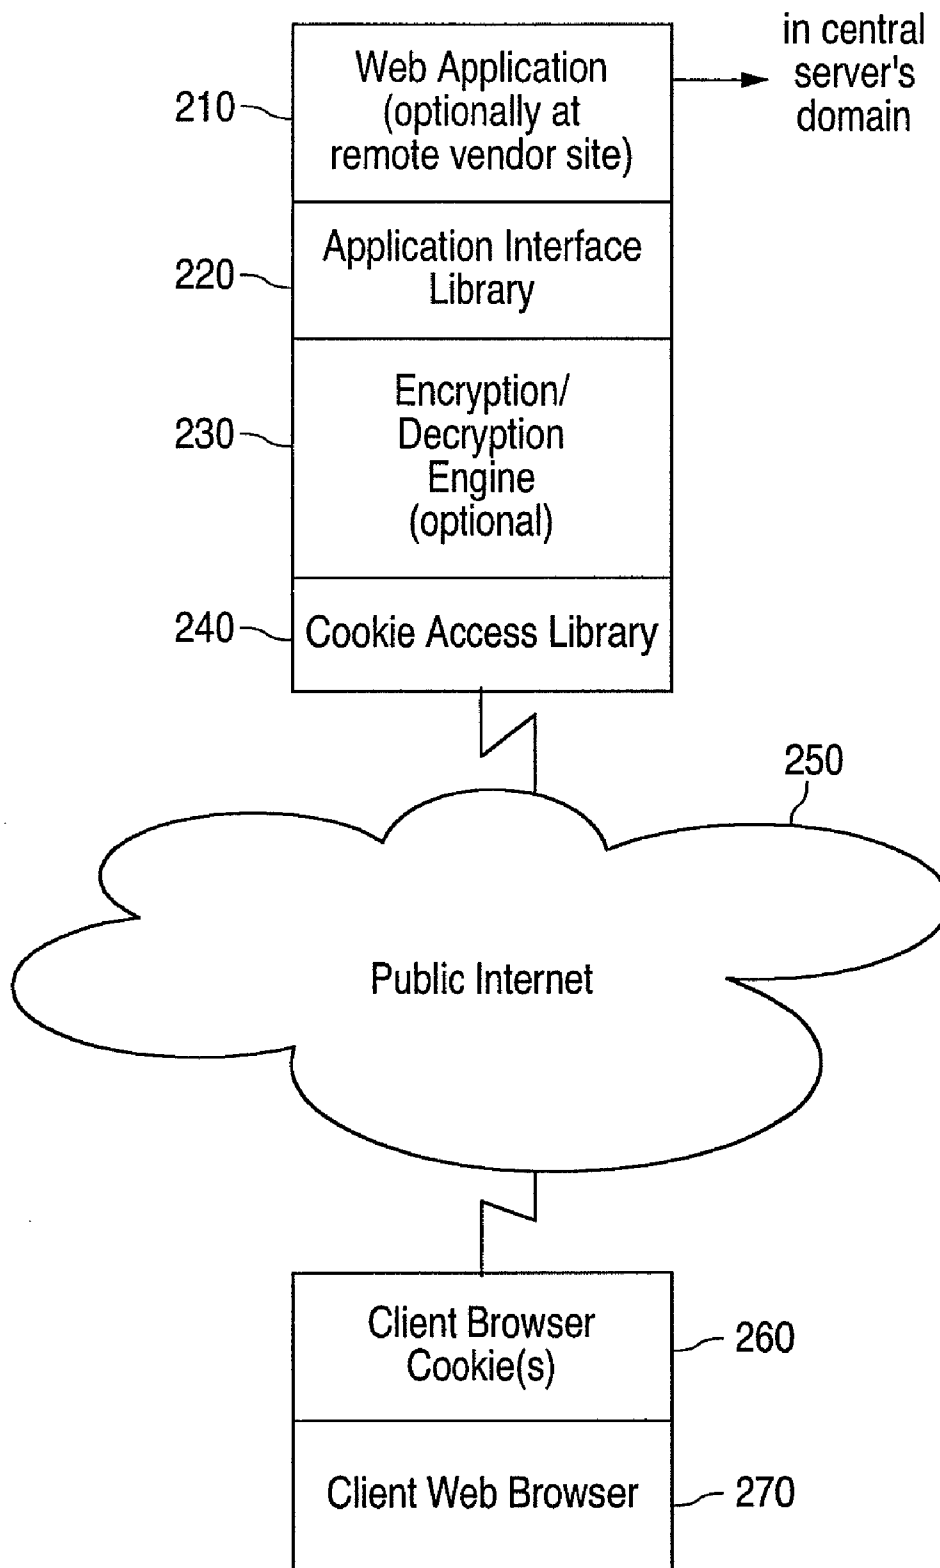 in central
server's
domain
Web Application
(optionally at
remote vendor site)
210
Application Interface
Library
220
Encryption/
Decryption
Engine
(optional)
230
Cookie Access Library
240
250
Public Internet
Client Browser
Cookie(s)
260
Client Web Browser
270